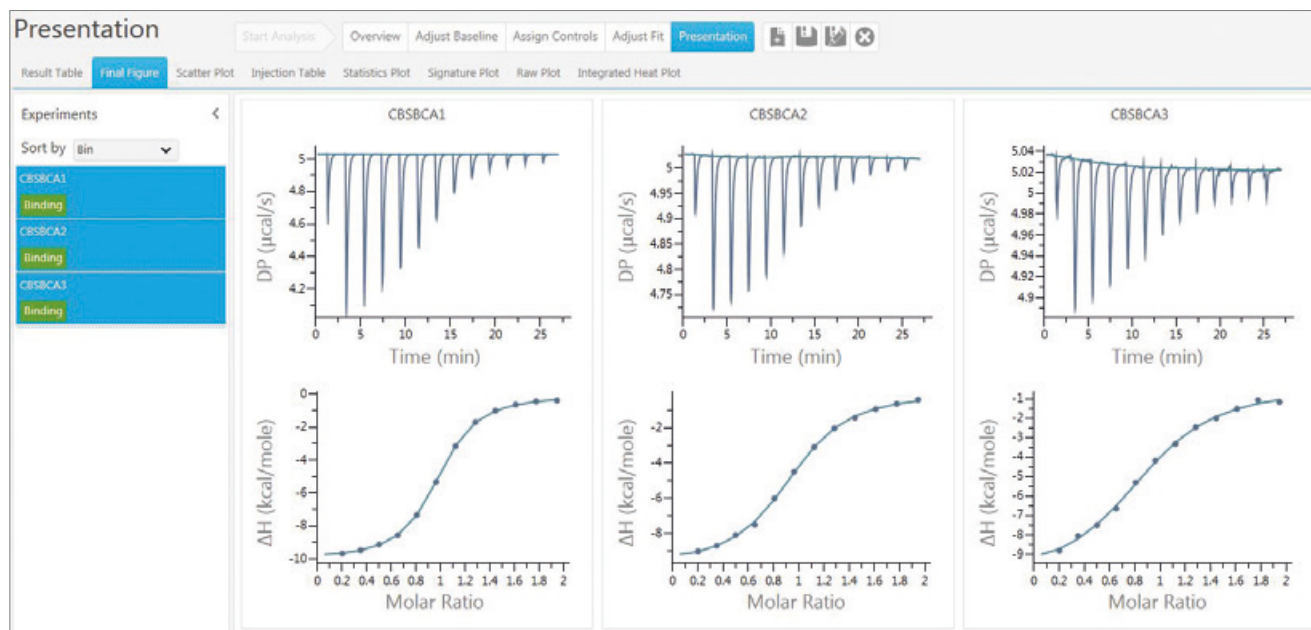 Presentation
Start Analysis Overview Adjust Baseline Assign Controls Adjust Fit Presentation
Result Table Final Figure Scatter Plot Injection Table Statistics Plot Signature Plot Raw Plot Integrated Heat Plot
Experiments
Sort by Bin
CBSBCA1
Binding
CBSBCA2
Binding
CBSBCA3
Binding
CBSBCA1
DP (µcal/s)
5
4.8
4.6
4.4
4.2
0 5 10 15 20 25
Time (min)
ΔH (kcal/mole)
0
-2
-4
-6
-8
-10
0 0.2 0.4 0.6 0.8 1 1.2 1.4 1.6 1.8 2
Molar Ratio
CBSBCA2
DP (µcal/s)
5
4.95
4.9
4.85
4.8
4.75
0 5 10 15 20 25
Time (min)
ΔH (kcal/mole)
-2
-4
-6
-8
0 0.2 0.4 0.6 0.8 1 1.2 1.4 1.6 1.8 2
Molar Ratio
CBSBCA3
DP (µcal/s)
5.04
5.02
5
4.98
4.96
4.94
4.92
4.9
0 5 10 15 20 25
Time (min)
ΔH (kcal/mole)
-1
-2
-3
-4
-5
-6
-7
-8
-9
0 0.2 0.4 0.6 0.8 1 1.2 1.4 1.6 1.8 2
Molar Ratio